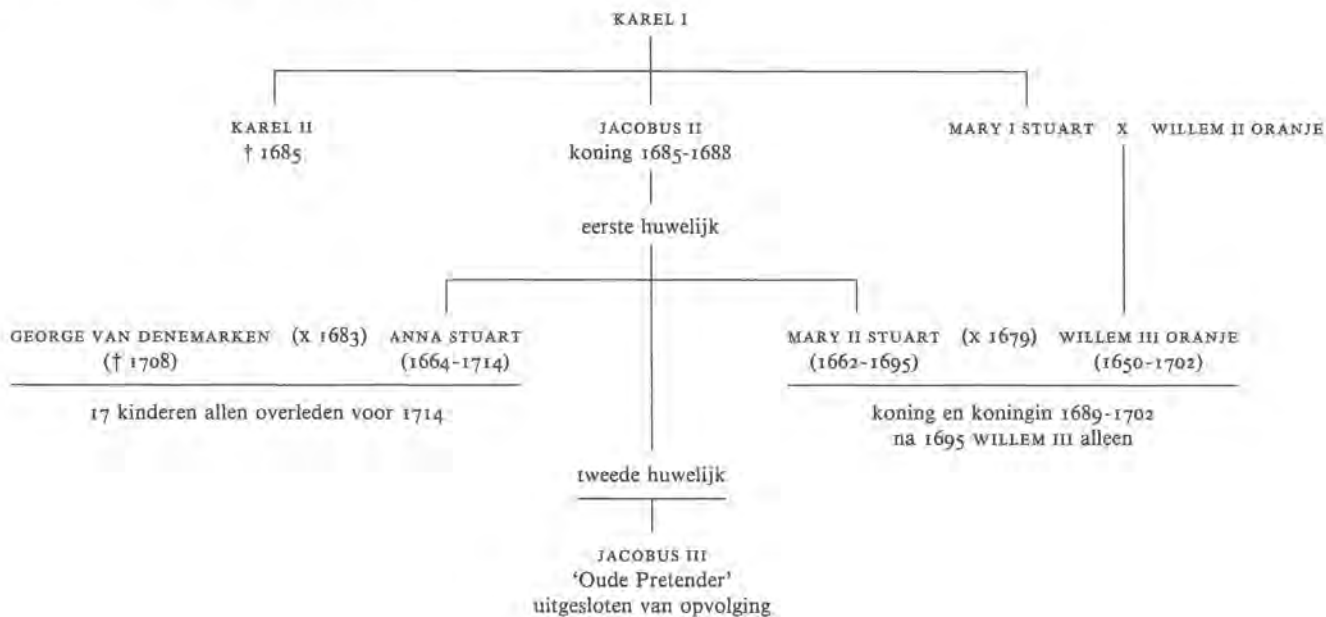 KAREL I
KAREL II
† 1685
JACOBUS II
koning 1685-1688
MARY I STUART X WILLEM II ORANJE
eerste huwelijk
GEORGE VAN DENEMARKEN (X 1683) ANNA STUART
(† 1708) (1664-1714)
17 kinderen allen overleden voor 1714
MARY II STUART (X 1679) WILLEM III ORANJE
(1662-1695) (1650-1702)
koning en koningin 1689-1702
na 1695 WILLEM III alleen
tweede huwelijk
JACOBUS III
‘Oude Pretender’
uitgesloten van opvolging